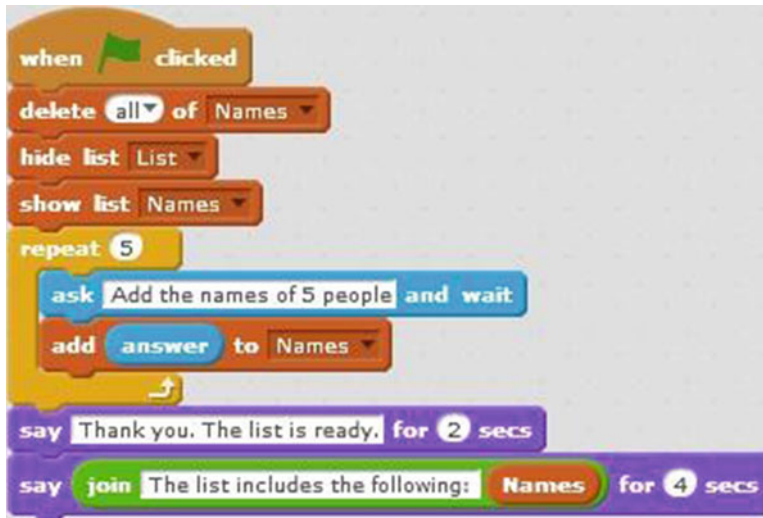 when clicked
delete all of Names
hide list List
show list Names
repeat 5
ask Add the names of 5 people and wait
add answer to Names
say Thank you. The list is ready. for 2 secs
say join The list includes the following: Names for 4 secs